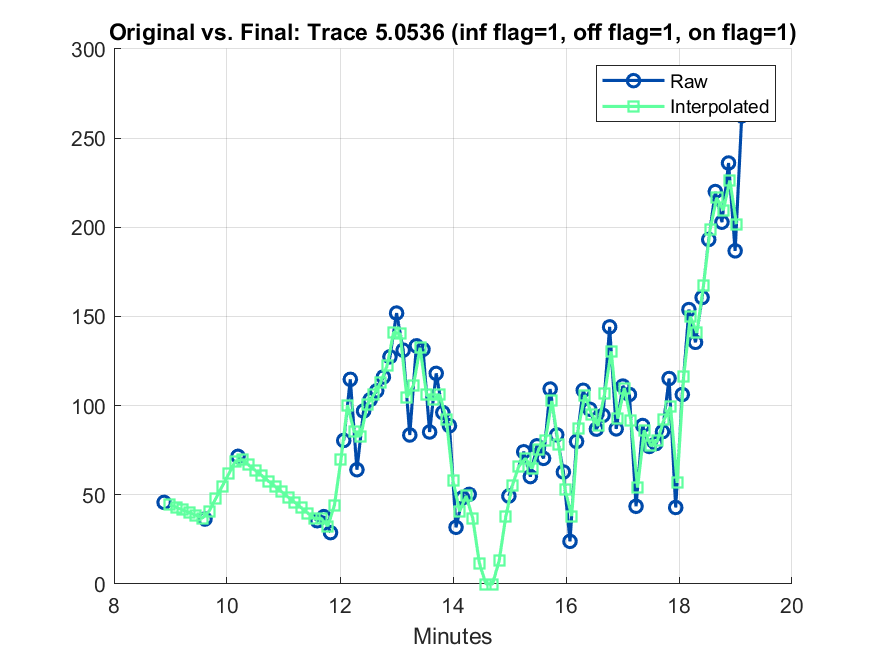 Original vs. Final: Trace 5.0536 (inf flag=1, off flag=1, on flag=1)
300
250
200
150
100
50
0
Raw
Interpolated
8 10 12 14 16 18 20
Minutes